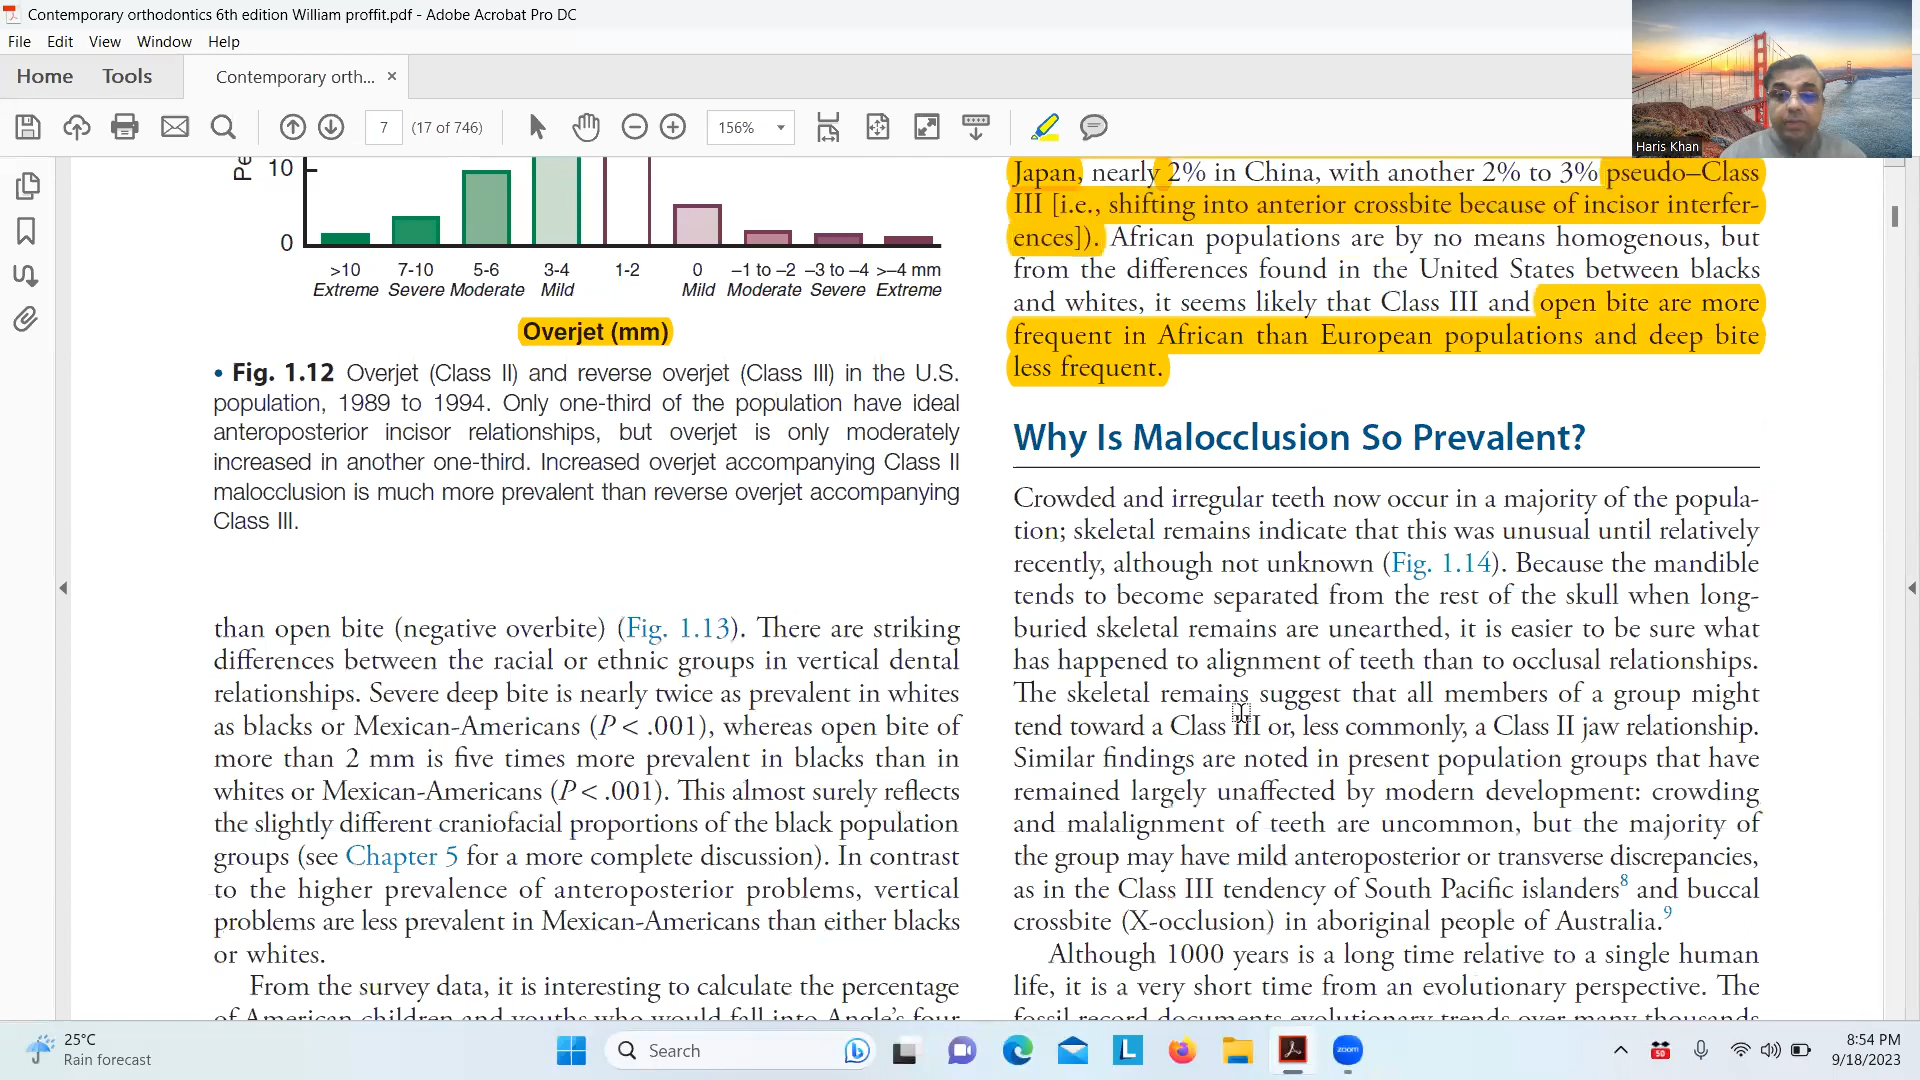 Contemporary orthodontics 6th edition William proffit.pdf - Adobe Acrobat Pro DC
File Edit View Window Help
Home Tools Contemporary orth... ×
7 (17 of 746) 156%
Haris Khan
10
0
>10 7-10 5-6 3-4 1-2 0 –1 to –2 –3 to –4 >–4 mm
Extreme Severe Moderate Mild Mild Moderate Severe Extreme
Overjet (mm)
• Fig. 1.12 Overjet (Class II) and reverse overjet (Class III) in the U.S.
population, 1989 to 1994. Only one-third of the population have ideal
anteroposterior incisor relationships, but overjet is only moderately
increased in another one-third. Increased overjet accompanying Class II
malocclusion is much more prevalent than reverse overjet accompanying
Class III.
than open bite (negative overbite) (Fig. 1.13). There are striking
differences between the racial or ethnic groups in vertical dental
relationships. Severe deep bite is nearly twice as prevalent in whites
as blacks or Mexican-Americans (P < .001), whereas open bite of
more than 2 mm is five times more prevalent in blacks than in
whites or Mexican-Americans (P < .001). This almost surely reflects
the slightly different craniofacial proportions of the black population
groups (see Chapter 5 for a more complete discussion). In contrast
to the higher prevalence of anteroposterior problems, vertical
problems are less prevalent in Mexican-Americans than either blacks
or whites.
From the survey data, it is interesting to calculate the percentage
of American children and youths who would fall into Angle's four
Japan, nearly 2% in China, with another 2% to 3% pseudo–Class
III [i.e., shifting into anterior crossbite because of incisor interfer-
ences]). African populations are by no means homogenous, but
from the differences found in the United States between blacks
and whites, it seems likely that Class III and open bite are more
frequent in African than European populations and deep bite
less frequent.
Why Is Malocclusion So Prevalent?
Crowded and irregular teeth now occur in a majority of the popula-
tion; skeletal remains indicate that this was unusual until relatively
recently, although not unknown (Fig. 1.14). Because the mandible
tends to become separated from the rest of the skull when long-
buried skeletal remains are unearthed, it is easier to be sure what
has happened to alignment of teeth than to occlusal relationships.
The skeletal remains suggest that all members of a group might
tend toward a Class III or, less commonly, a Class II jaw relationship.
Similar findings are noted in present population groups that have
remained largely unaffected by modern development: crowding
and malalignment of teeth are uncommon, but the majority of
the group may have mild anteroposterior or transverse discrepancies,
as in the Class III tendency of South Pacific islanders8 and buccal
crossbite (X-occlusion) in aboriginal people of Australia.9
Although 1000 years is a long time relative to a single human
life, it is a very short time from an evolutionary perspective. The
fossil record documents evolutionary trends over many thousands
25°C
Rain forecast
Search
L
zoom
50
8:54 PM
9/18/2023